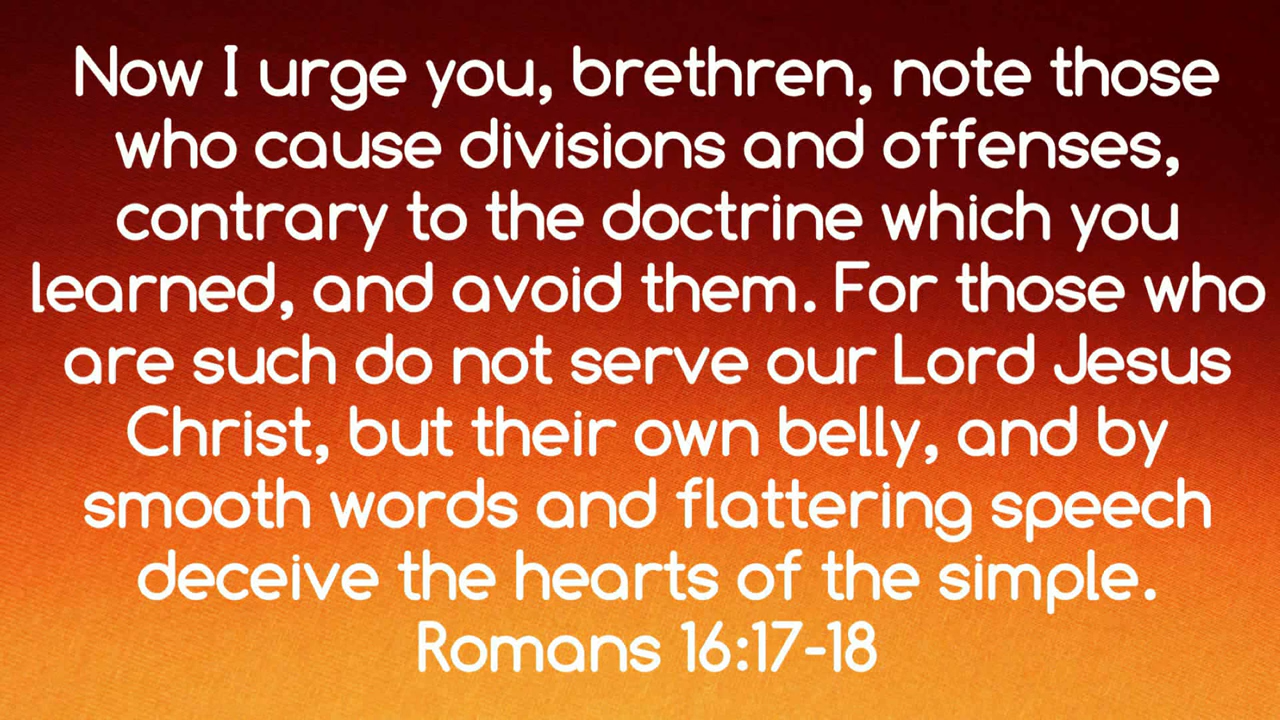 Now I urge you, brethren, note those
who cause divisions and offenses,
contrary to the doctrine which you
learned, and avoid them. For those who
are such do not serve our Lord Jesus
Christ, but their own belly, and by
smooth words and flattering speech
deceive the hearts of the simple.
Romans 16:17-18